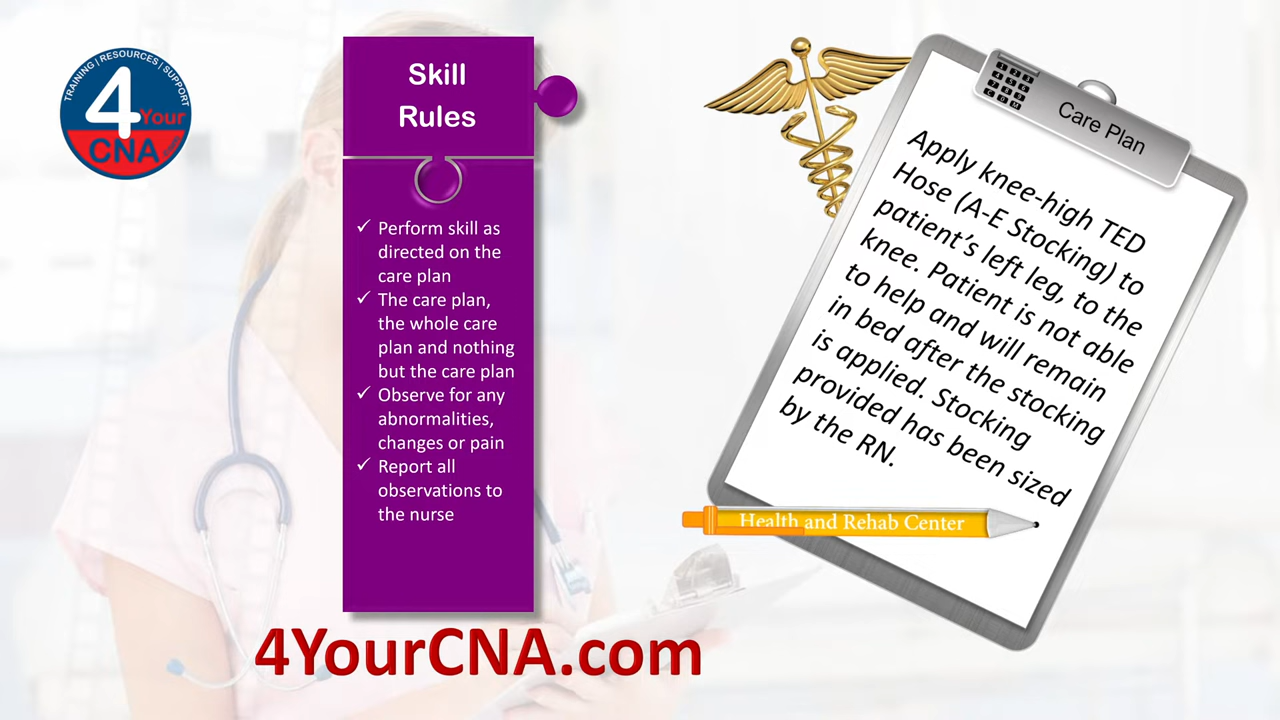 TRAINING | RESOURCES | SUPPORT
4 Your
CNA
.com
Skill
Rules
✓ Perform skill as
directed on the
care plan
✓ The care plan,
the whole care
plan and nothing
but the care plan
✓ Observe for any
abnormalities,
changes or pain
✓ Report all
observations to
the nurse
Care Plan
Apply knee-high TED
Hose (A-E Stocking) to
patient's left leg, to the
knee. Patient is not able
to help and will remain
in bed after the stocking
is applied. Stocking
provided has been sized
by the RN.
Health and Rehab Center
4YourCNA.com